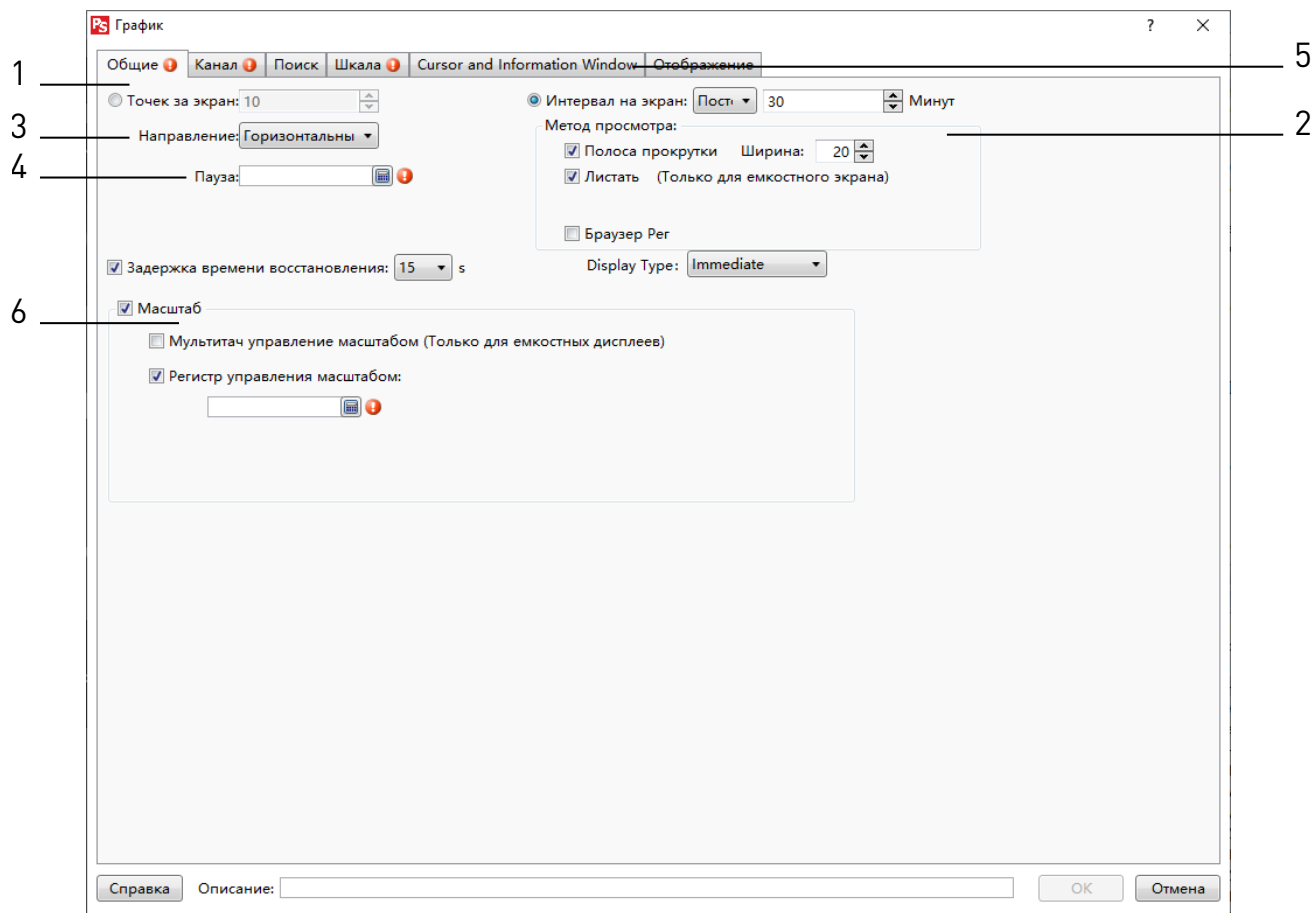 PS График ? ×
Общие Канал Поиск Шкала Cursor and Information Window Отображение
5
1
Точек за экран: 10 Интервал на экран: Пост 30 Минут
3 Направление: Горизонтальны
Метод просмотра: 2
Полоса прокрутки Ширина: 20
4 Пауза:
Листать (Только для емкостного экрана)
Браузер Рег
Задержка времени восстановления: 15 s Display Type: Immediate
6
Масштаб
Мультитач управление масштабом (Только для емкостных дисплеев)
Регистр управления масштабом:
Справка Описание: OK Отмена